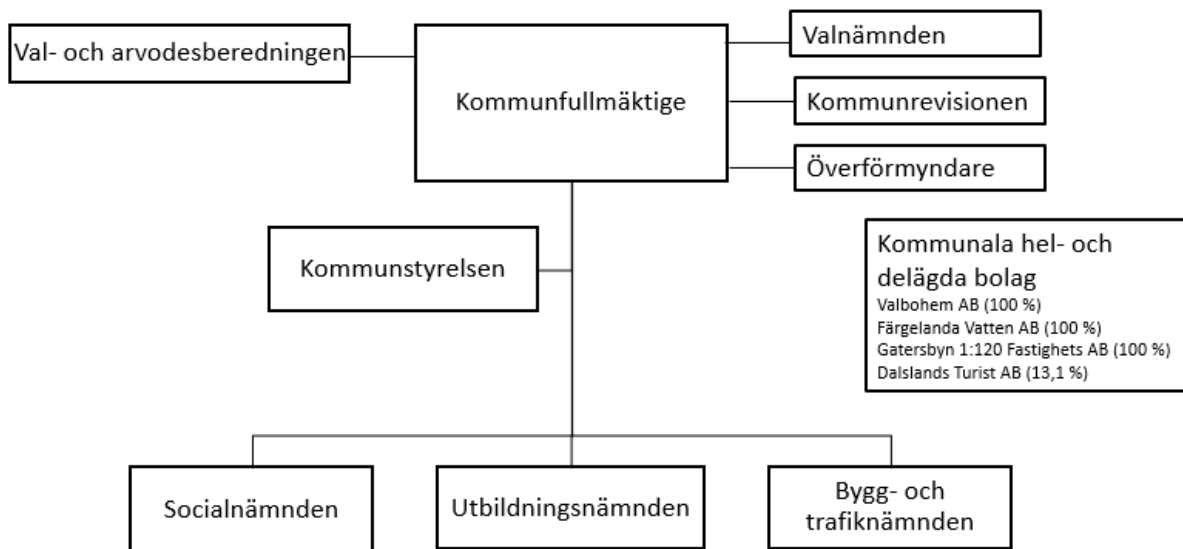 Val- och arvodesberedningen
Kommunfullmäktige
Valnämnden
Kommunrevisionen
Överförmyndare
Kommunstyrelsen
Kommunala hel- och
delägda bolag
Valbohem AB (100 %)
Färgelanda Vatten AB (100 %)
Gatersbyn 1:120 Fastighets AB (100 %)
Dalslands Turist AB (13,1 %)
Socialnämnden
Utbildningsnämnden
Bygg- och
trafiknämnden